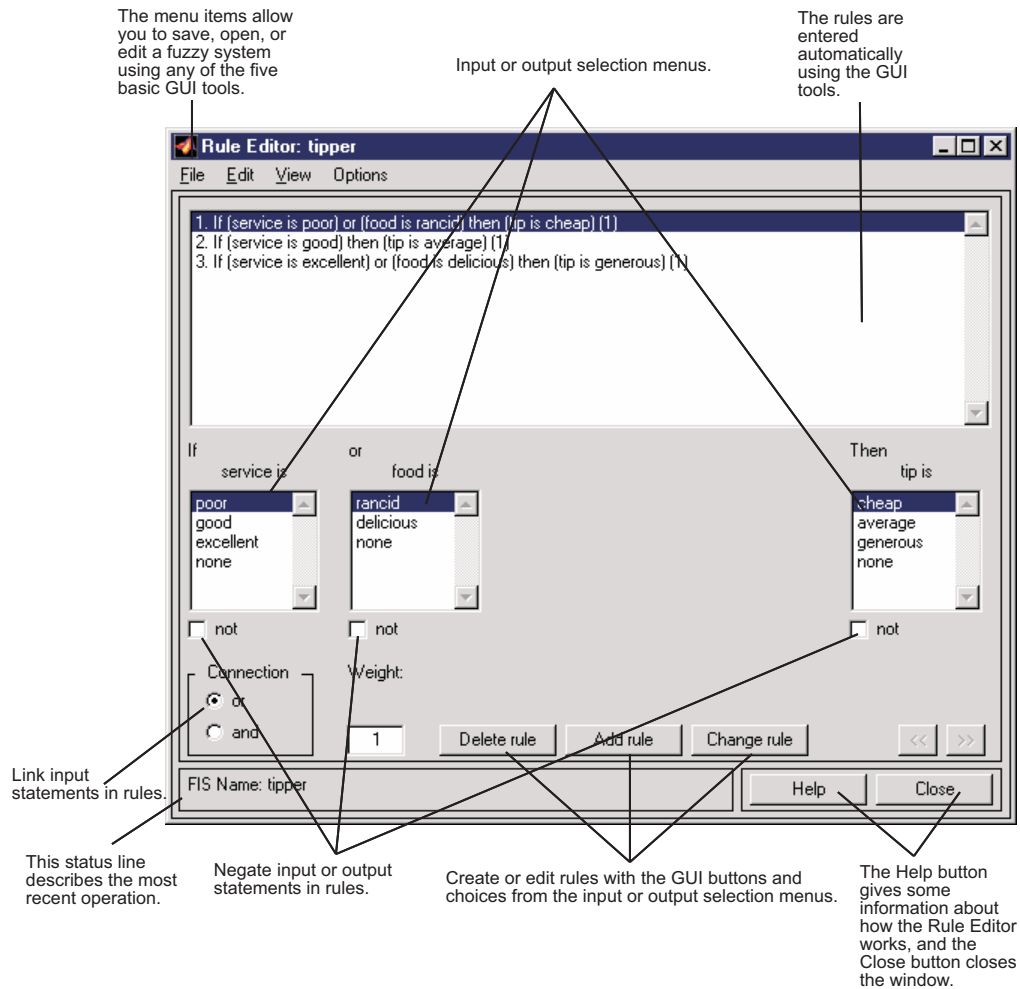 The menu items allow
you to save, open, or
edit a fuzzy system
using any of the five
basic GUI tools.
Input or output selection menus.
The rules are
entered
automatically
using the GUI
tools.
Rule Editor: tipper
File Edit View Options
1. If (service is poor) or (food is rancid) then (tip is cheap) (1)
2. If (service is good) then (tip is average) (1)
3. If (service is excellent) or (food is delicious) then (tip is generous) (1)
If or Then
service is food is tip is
poor rancid cheap
good delicious average
excellent none generous
none none
not not not
Connection Weight:
or
and 1 Delete rule Add rule Change rule << >>
FIS Name: tipper Help Close
Link input
statements in rules.
This status line
describes the most
recent operation.
Negate input or output
statements in rules.
Create or edit rules with the GUI buttons and
choices from the input or output selection menus.
The Help button
gives some
information about
how the Rule Editor
works, and the
Close button closes
the window.